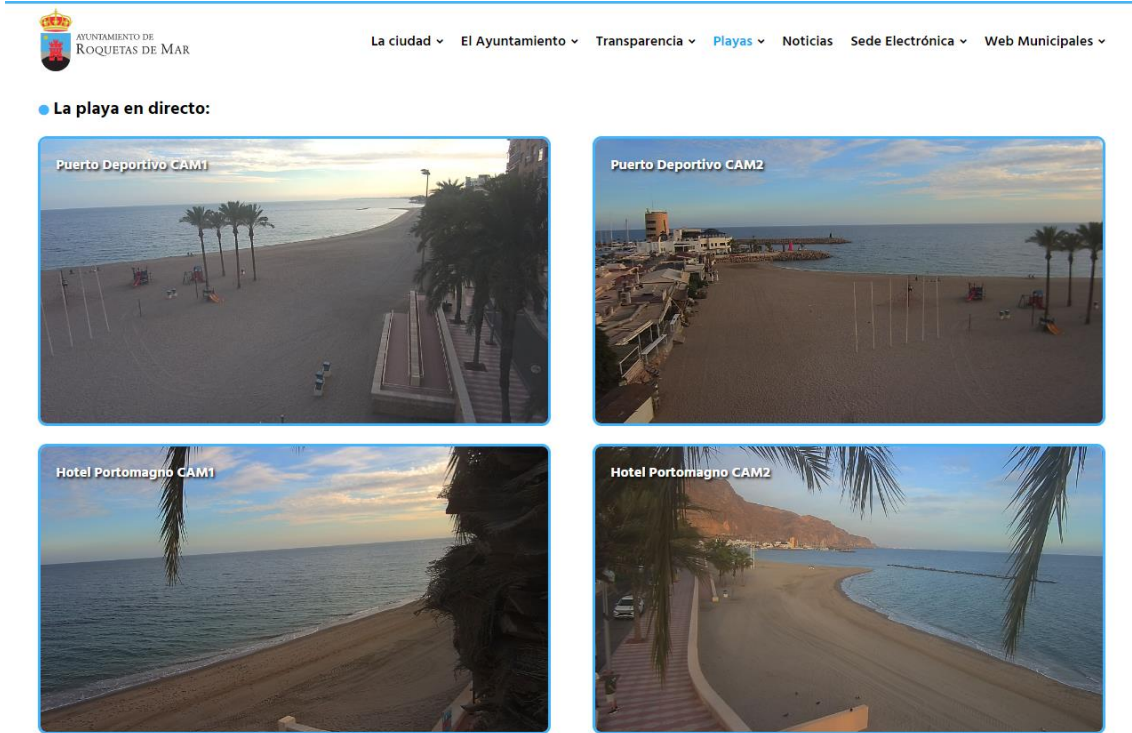 AYUNTAMIENTO DE
ROQUETAS DE MAR
La ciudad El Ayuntamiento Transparencia Playas Noticias Sede Electrónica Web Municipales
La playa en directo:
Puerto Deportivo CAM1
Puerto Deportivo CAM2
Hotel Portomagno CAM1
Hotel Portomagno CAM2